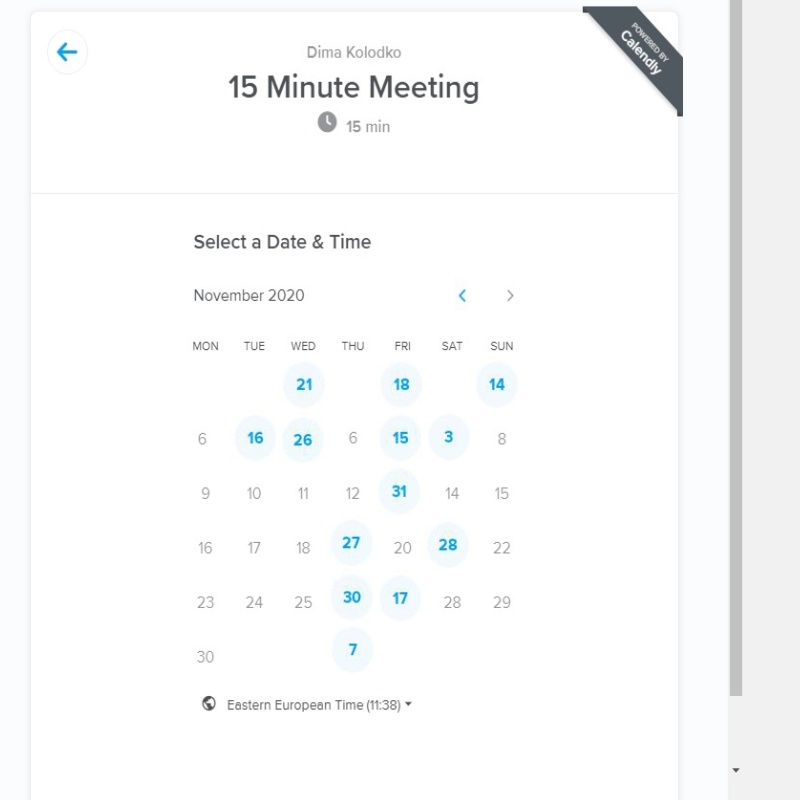 POWERED BY
Calendly
Dima Kolodko
15 Minute Meeting
15 min
Select a Date & Time
November 2020
MON TUE WED THU FRI SAT SUN
21 18 14
6 16 26 6 15 3 8
9 10 11 12 31 14 15
16 17 18 27 20 28 22
23 24 25 30 17 28 29
30 7
Eastern European Time (11:38)